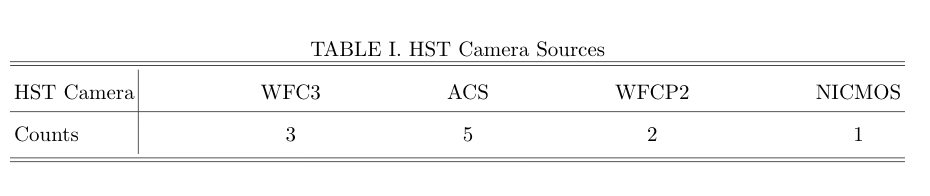 TABLE I. HST Camera Sources
HST Camera WFC3 ACS WFCP2 NICMOS
Counts 3 5 2 1